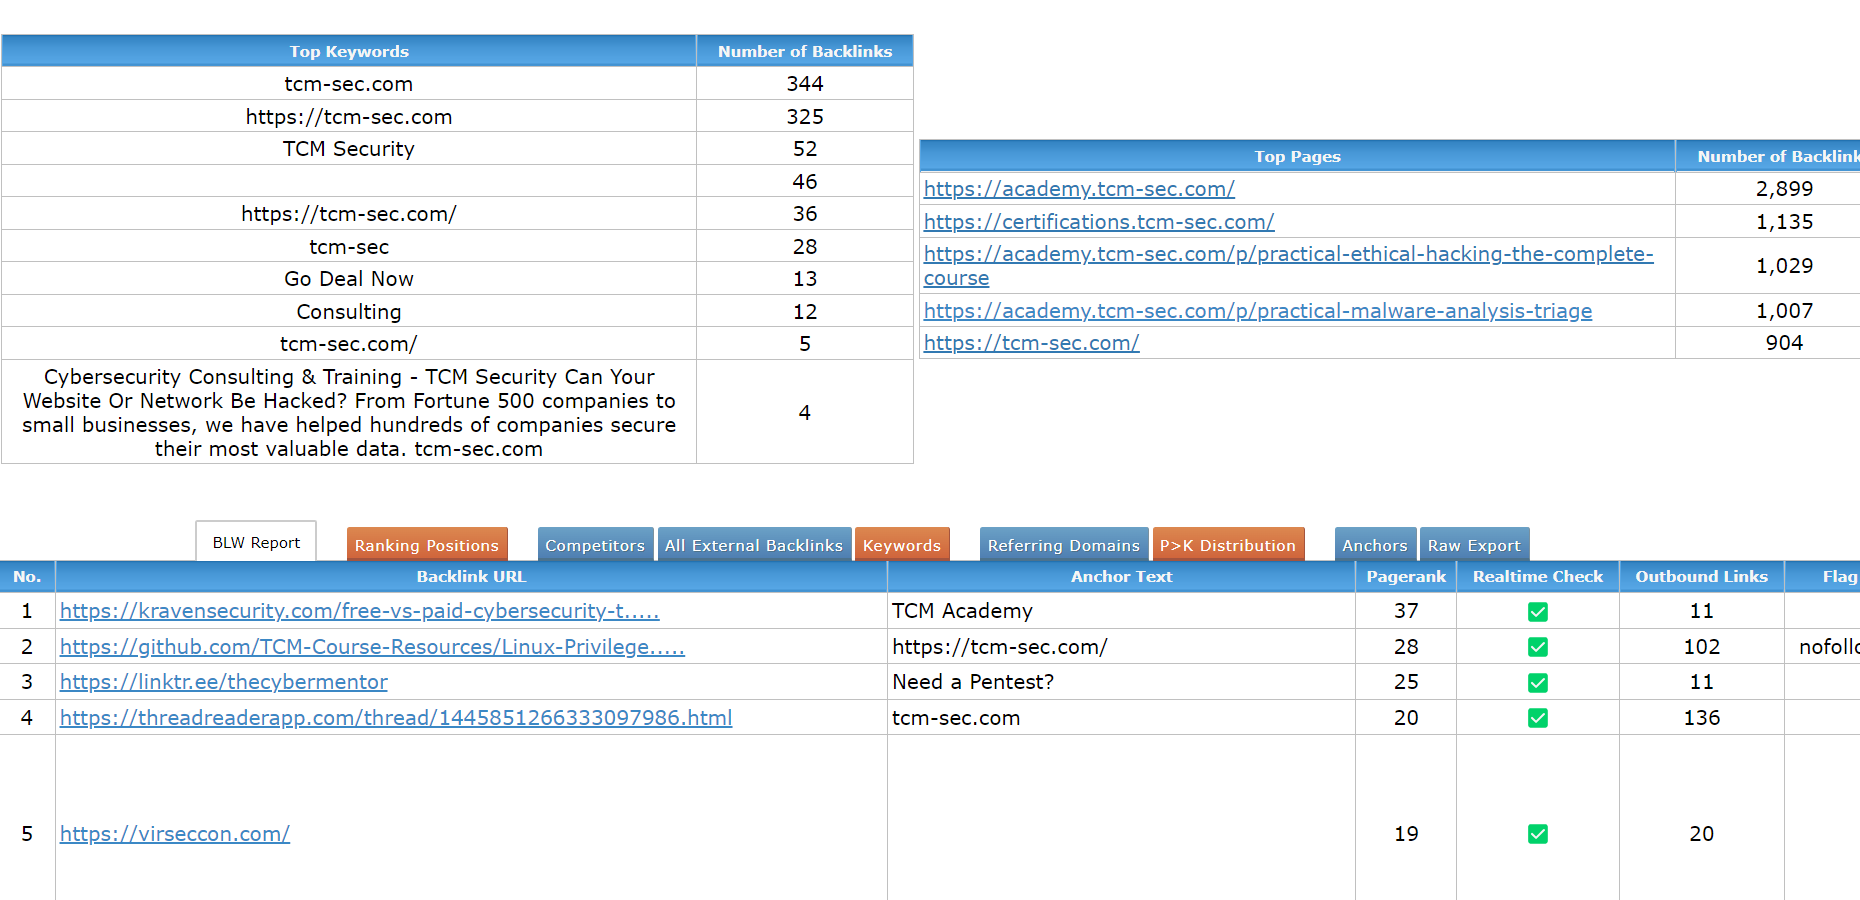 Top Keywords Number of Backlinks
tcm-sec.com 344
https://tcm-sec.com 325
TCM Security 52
46
https://tcm-sec.com/ 36
tcm-sec 28
Go Deal Now 13
Consulting 12
tcm-sec.com/ 5
Cybersecurity Consulting & Training - TCM Security Can Your
Website Or Network Be Hacked? From Fortune 500 companies to
small businesses, we have helped hundreds of companies secure
their most valuable data. tcm-sec.com
4
Top Pages Number of Backlink
https://academy.tcm-sec.com/ 2,899
https://certifications.tcm-sec.com/ 1,135
https://academy.tcm-sec.com/p/practical-ethical-hacking-the-complete-
course
1,029
https://academy.tcm-sec.com/p/practical-malware-analysis-triage 1,007
https://tcm-sec.com/ 904
BLW Report Ranking Positions Competitors All External Backlinks Keywords Referring Domains P>K Distribution Anchors Raw Export
No. Backlink URL Anchor Text Pagerank Realtime Check Outbound Links Flag
1 https://kravensecurity.com/free-vs-paid-cybersecurity-t..... TCM Academy 37 11
2 https://github.com/TCM-Course-Resources/Linux-Privilege..... https://tcm-sec.com/ 28 102 nofollo
3 https://linktr.ee/thecybermentor Need a Pentest? 25 11
4 https://threadreaderapp.com/thread/1445851266333097986.html tcm-sec.com 20 136
5 https://virseccon.com/ 19 20